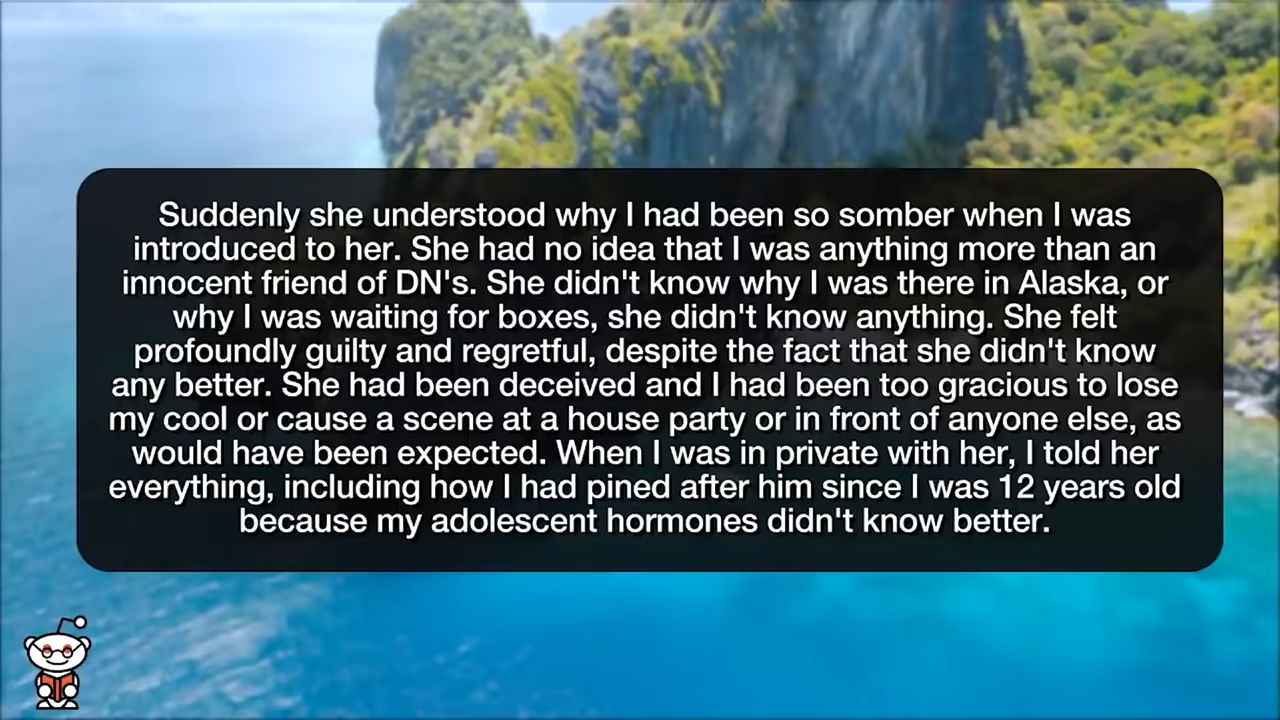 Suddenly she understood why I had been so somber when I was
introduced to her. She had no idea that I was anything more than an
innocent friend of DN's. She didn't know why I was there in Alaska, or
why I was waiting for boxes, she didn't know anything. She felt
profoundly guilty and regretful, despite the fact that she didn't know
any better. She had been deceived and I had been too gracious to lose
my cool or cause a scene at a house party or in front of anyone else, as
would have been expected. When I was in private with her, I told her
everything, including how I had pined after him since I was 12 years old
because my adolescent hormones didn't know better.